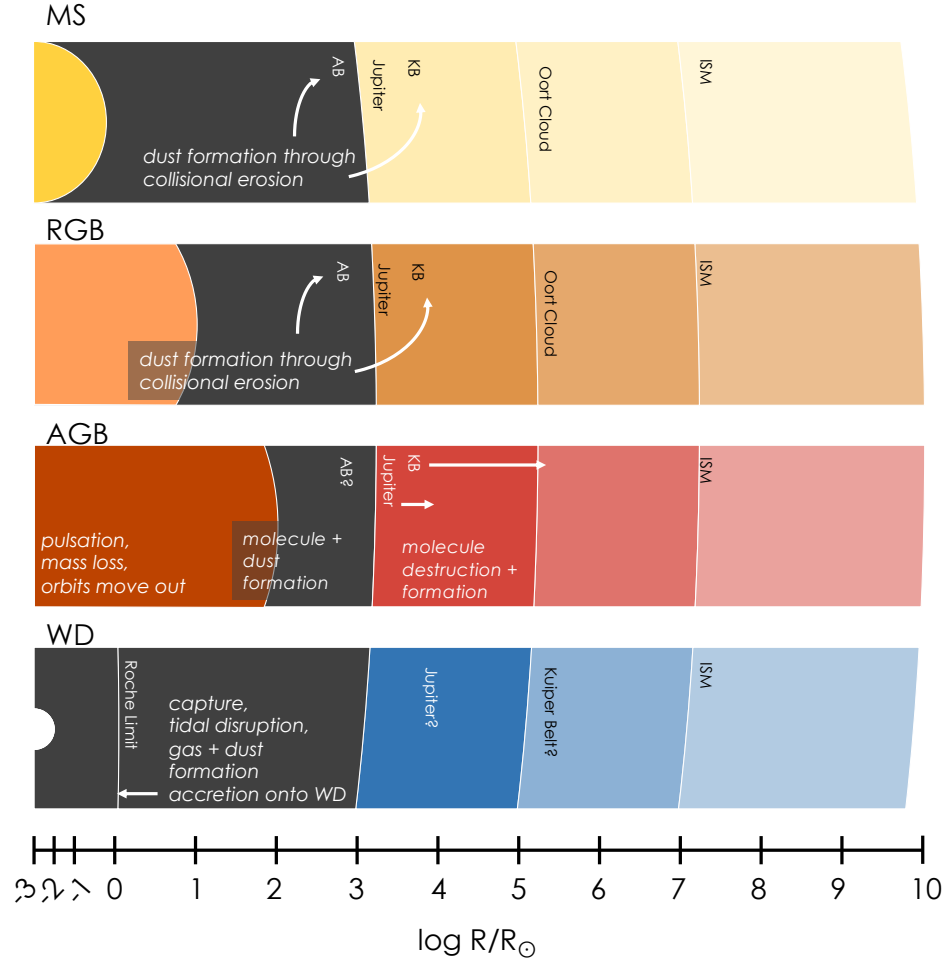 MS
AB
Jupiter
KB
Oort Cloud
ISM
dust formation through
collisional erosion
RGB
AB
Jupiter
KB
Oort Cloud
ISM
dust formation through
collisional erosion
AGB
AB?
Jupiter
KB
ISM
pulsation,
mass loss,
orbits move out
molecule +
dust
formation
molecule
destruction +
formation
WD
Roche Limit
capture,
tidal disruption,
gas + dust
formation
accretion onto WD
Jupiter?
Kuiper Belt?
ISM
-3 -2 -1 0 1 2 3 4 5 6 7 8 9 10
log R/R☉